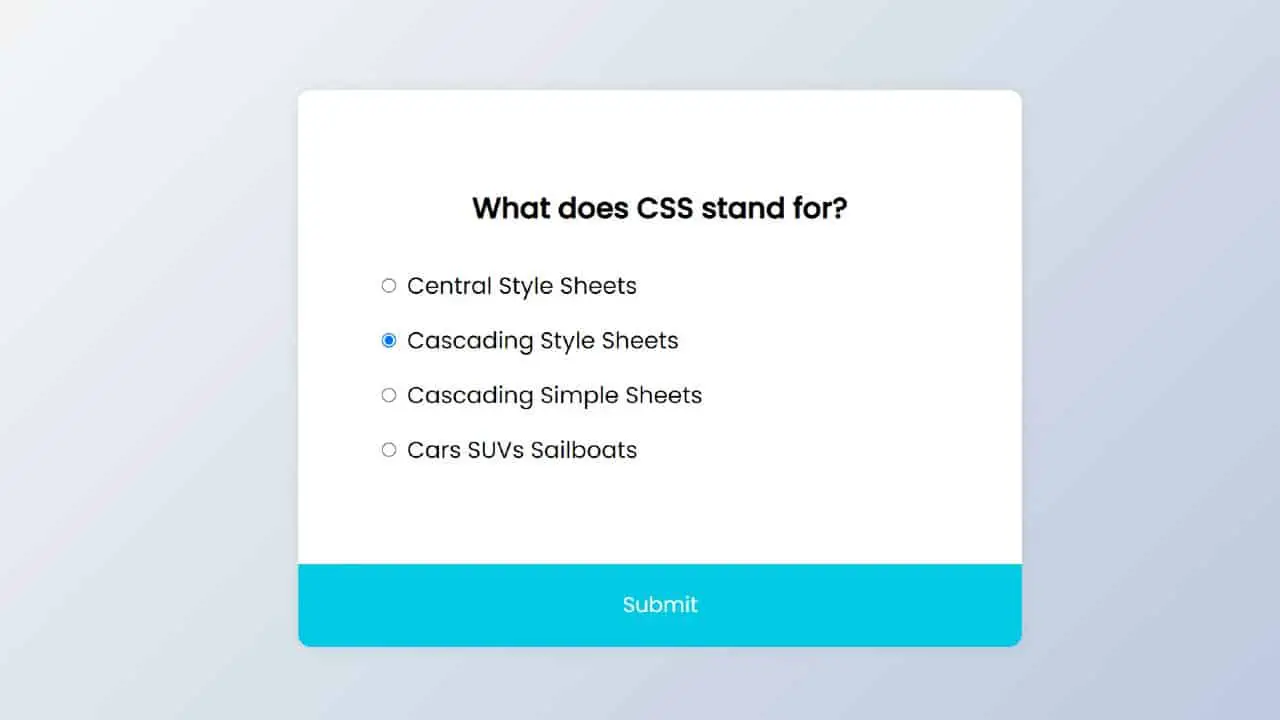 What does CSS stand for?
Central Style Sheets
Cascading Style Sheets
Cascading Simple Sheets
Cars SUVs Sailboats
Submit